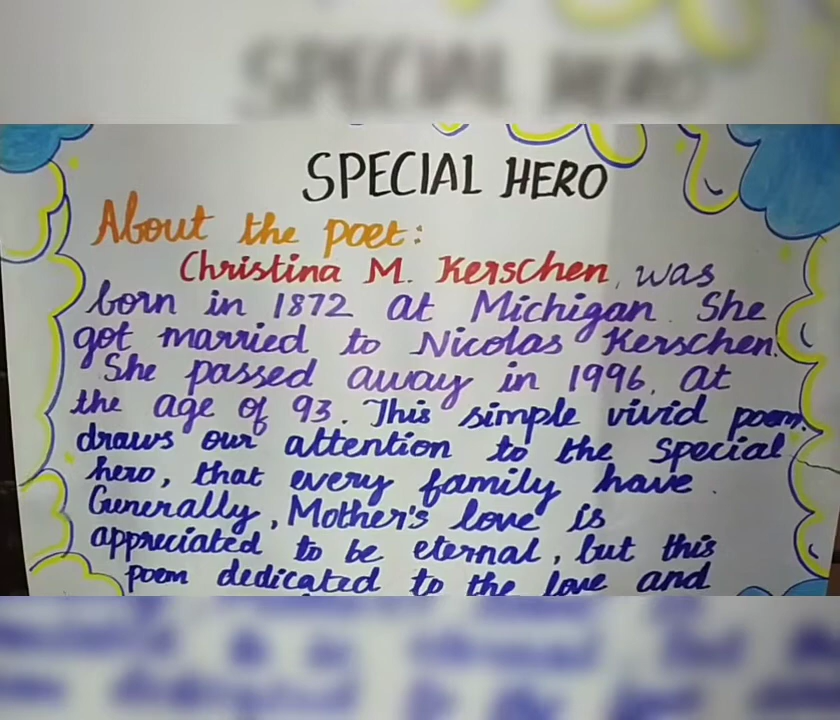 SPECIAL HERO
About the poet:
Christina M. Kerschen, was
born in 1872 at Michigan. She
got married to Nicolas Kerschen.
She passed away in 1996, at
the age of 93. This simple vivid poem
draws our attention to the special
hero, that every family have.
Generally, Mother's love is
appreciated to be eternal, but this
poem dedicated to the love and